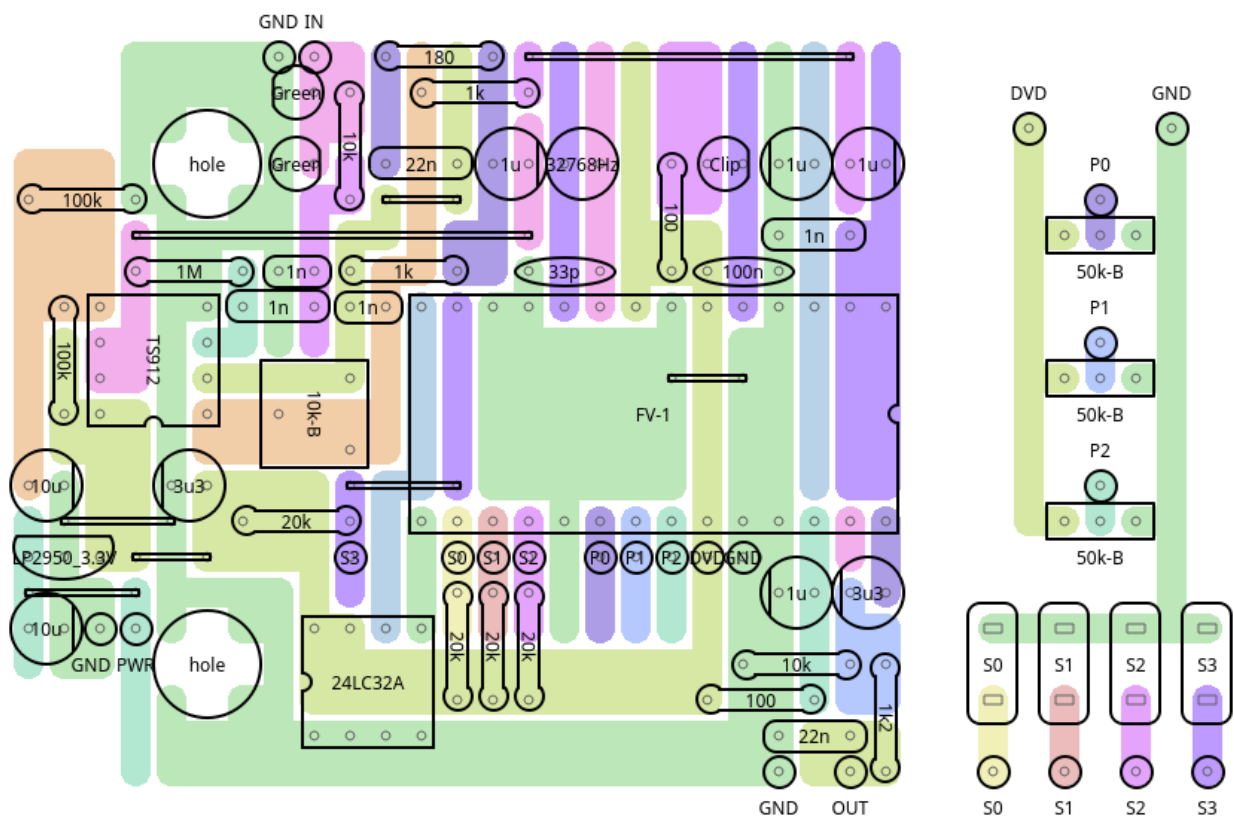 GND IN
180
DVD
GND
Green
10k
1k
hole
Green
22n
1u
32768Hz
Clip
1u
1u
P0
100k
100
1n
50k-B
1M
1n
1k
33p
100n
1n
1n
P1
100k
TS912
50k-B
10k-B
FV-1
P2
10u
3u3
20k
50k-B
LP2950_3.3V
S3
S0
S1
S2
P0
P1
P2
DVD
GND
1u
3u3
10u
GND PWR
hole
20k
20k
20k
10k
S0
S1
S2
S3
24LC32A
100
1k2
22n
GND
OUT
S0
S1
S2
S3